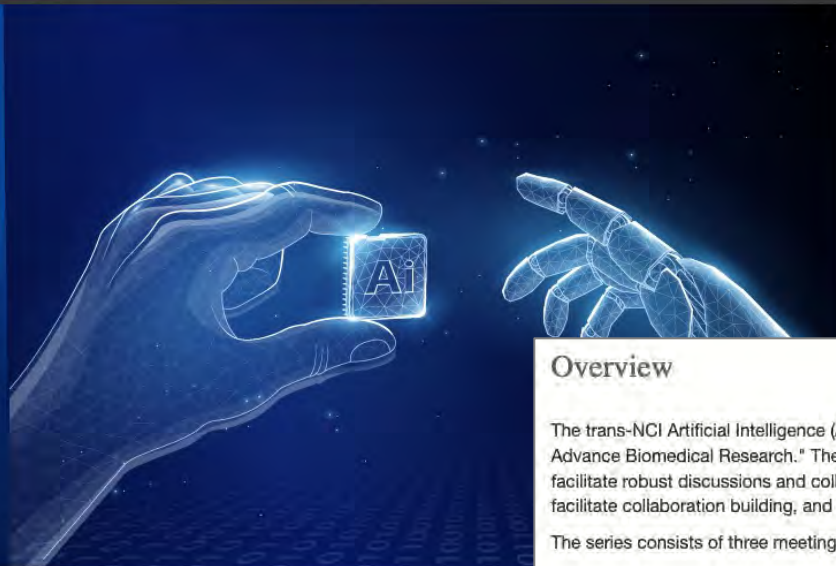 Ai
Overview
The trans-NCI Artificial Intelligence (
Advance Biomedical Research." The
facilitate robust discussions and coll
facilitate collaboration building, and
The series consists of three meeting